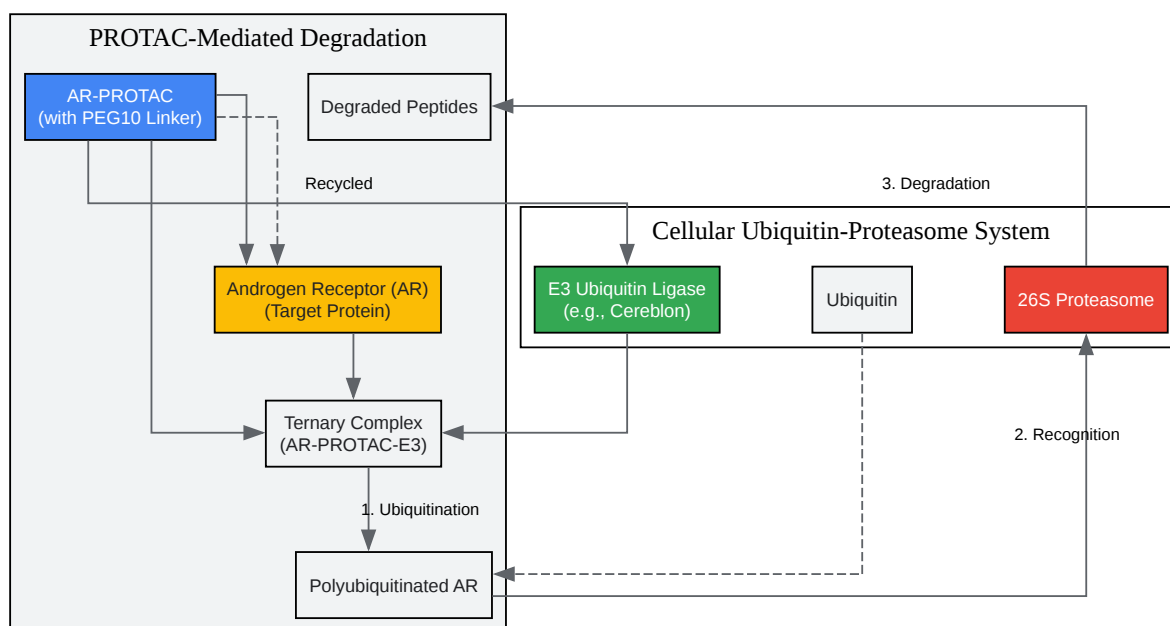 PROTAC-Mediated Degradation
AR-PROTAC
(with PEG10 Linker)
Degraded Peptides
Recycled
3. Degradation
Cellular Ubiquitin-Proteasome System
Androgen Receptor (AR)
(Target Protein)
E3 Ubiquitin Ligase
(e.g., Cereblon)
Ubiquitin
26S Proteasome
Ternary Complex
(AR-PROTAC-E3)
2. Recognition
1. Ubiquitination
Polyubiquitinated AR